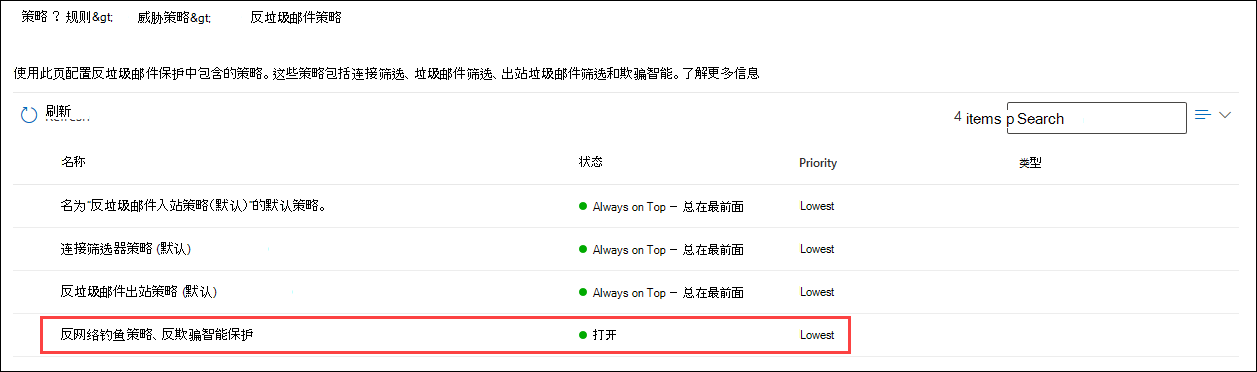 策略 ? 规则&gt; 威胁策略&gt; 反垃圾邮件策略
使用此页配置反垃圾邮件保护中包含的策略。这些策略包括连接筛选、垃圾邮件筛选、出站垃圾邮件筛选和欺骗智能。了解更多信息
刷新 4 items p Search
名称 状态 Priority 类型
名为“反垃圾邮件入站策略(默认)”的默认策略。 Always on Top – 总在最前面 Lowest
连接筛选器策略 (默认) Always on Top – 总在最前面 Lowest
反垃圾邮件出站策略 (默认) Always on Top – 总在最前面 Lowest
反网络钓鱼策略、反欺骗智能保护 打开 Lowest